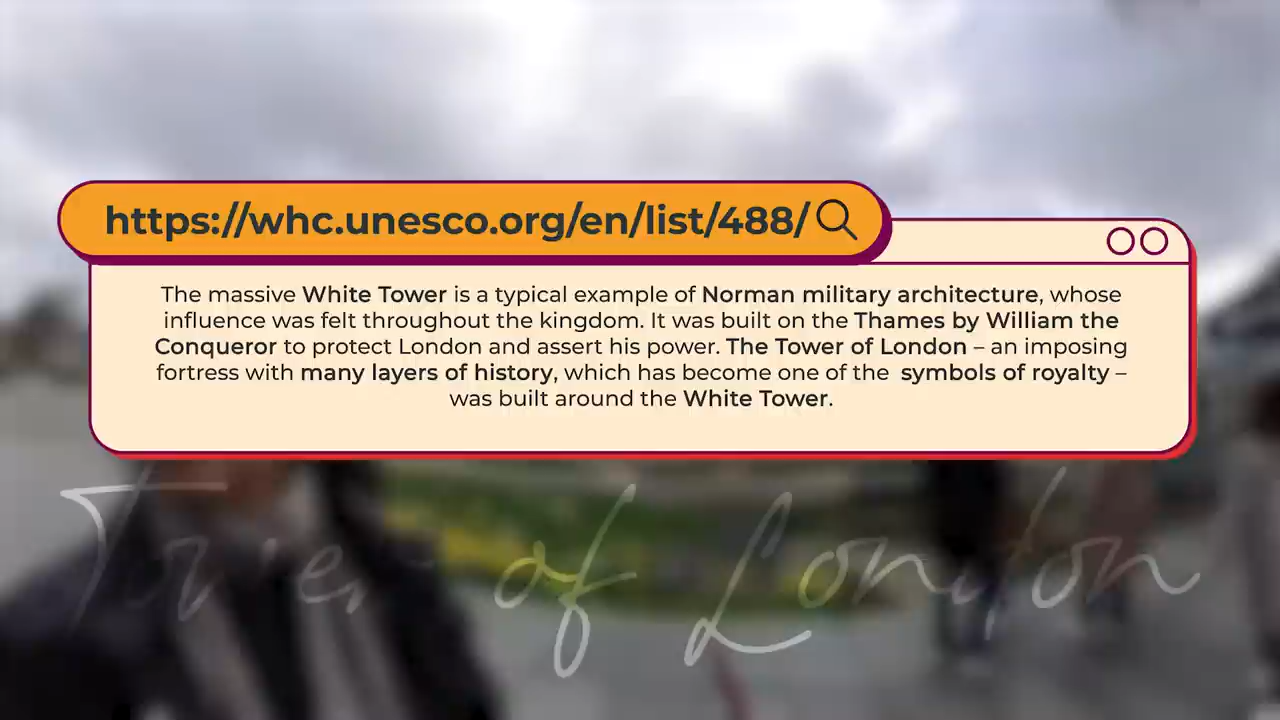 https://whc.unesco.org/en/list/488/
The massive White Tower is a typical example of Norman military architecture, whose
influence was felt throughout the kingdom. It was built on the Thames by William the
Conqueror to protect London and assert his power. The Tower of London – an imposing
fortress with many layers of history, which has become one of the symbols of royalty –
was built around the White Tower.
Tower of London